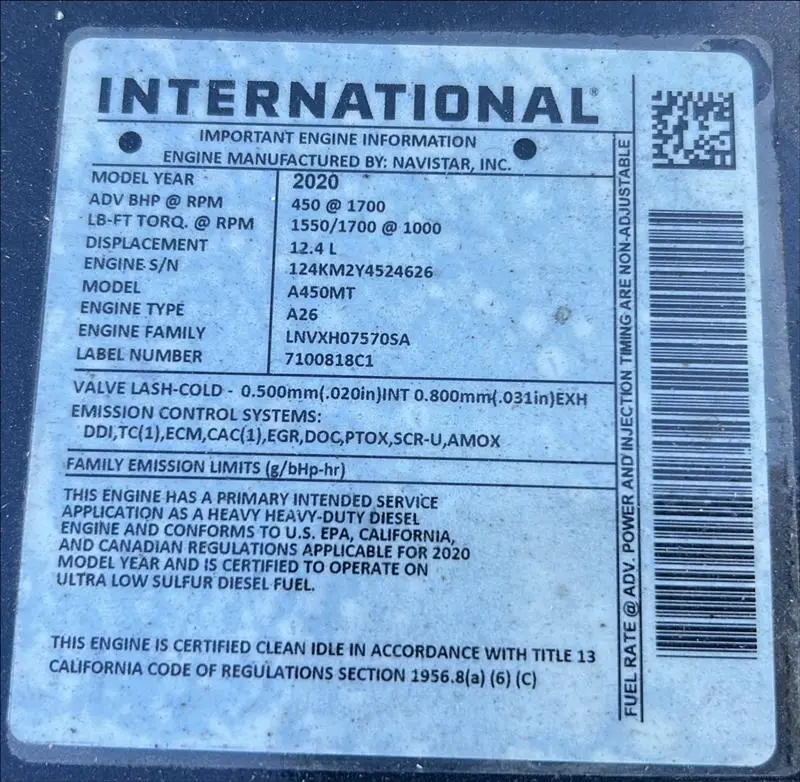 INTERNATIONAL®
IMPORTANT ENGINE INFORMATION
ENGINE MANUFACTURED BY: NAVISTAR, INC.
MODEL YEAR 2020
ADV BHP @ RPM 450 @ 1700
LB-FT TORQ. @ RPM 1550/1700 @ 1000
DISPLACEMENT 12.4 L
ENGINE S/N 124KM2Y4524626
MODEL A450MT
ENGINE TYPE A26
ENGINE FAMILY LNVXH07570SA
LABEL NUMBER 7100818C1
VALVE LASH-COLD - 0.500mm(.020in)INT 0.800mm(.031in)EXH
EMISSION CONTROL SYSTEMS:
DDI,TC(1),ECM,CAC(1),EGR,DOC,PTOX,SCR-U,AMOX
FAMILY EMISSION LIMITS (g/bHp-hr)
THIS ENGINE HAS A PRIMARY INTENDED SERVICE
APPLICATION AS A HEAVY HEAVY-DUTY DIESEL
ENGINE AND CONFORMS TO U.S. EPA, CALIFORNIA,
AND CANADIAN REGULATIONS APPLICABLE FOR 2020
MODEL YEAR AND IS CERTIFIED TO OPERATE ON
ULTRA LOW SULFUR DIESEL FUEL.
THIS ENGINE IS CERTIFIED CLEAN IDLE IN ACCORDANCE WITH TITLE 13
CALIFORNIA CODE OF REGULATIONS SECTION 1956.8(a) (6) (C)
FUEL RATE @ ADV. POWER AND INJECTION TIMING ARE NON-ADJUSTABLE